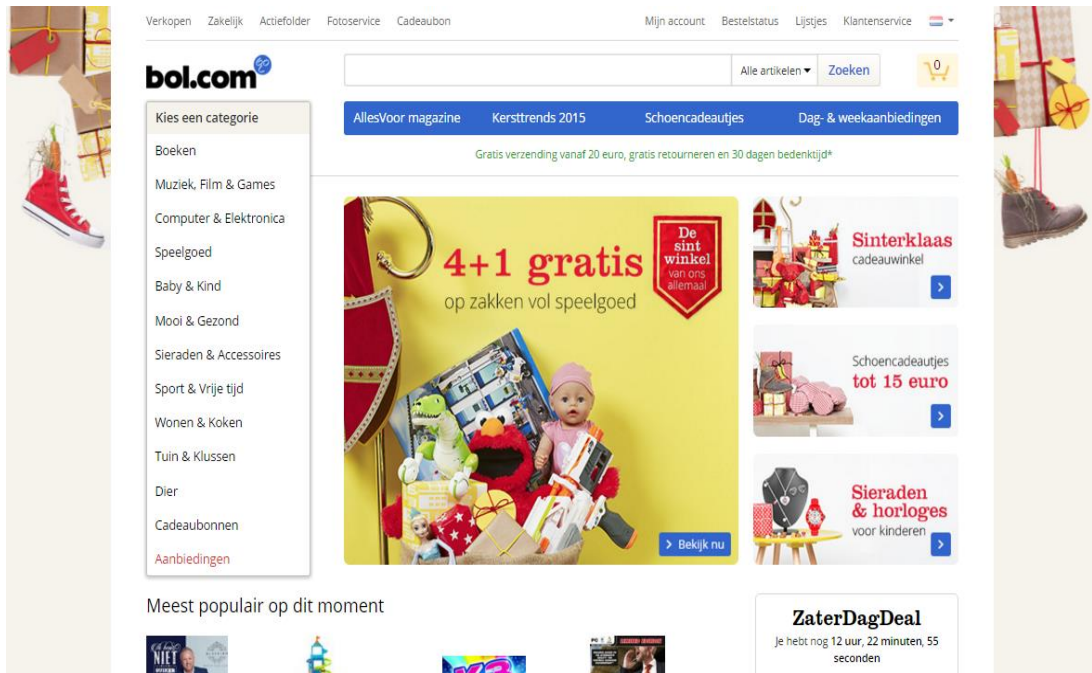 Verkopen Zakelijk Actiefolder Fotoservice Cadeaubon Mijn account Bestelstatus Lijstjes Klantenservice
bol.com
go
Alle artikelen Zoeken 0
Kies een categorie
Boeken
Muziek, Film & Games
Computer & Elektronica
Speelgoed
Baby & Kind
Mooi & Gezond
Sieraden & Accessoires
Sport & Vrije tijd
Wonen & Koken
Tuin & Klussen
Dier
Cadeaubonnen
Aanbiedingen
AllesVoor magazine Kersttrends 2015 Schoencadeautjes Dag- & weekaanbiedingen
Gratis verzending vanaf 20 euro, gratis retourneren en 30 dagen bedenktijd*
4+1 gratis
op zakken vol speelgoed
De
sint
winkel
van ons
allemaal
Bekijk nu
Sinterklaas
cadeauwinkel
Schoencadeautjes
tot 15 euro
Sieraden
& horloges
voor kinderen
Meest populair op dit moment
NIET
K3
ZaterDagDeal
Je hebt nog 12 uur, 22 minuten, 55
seconden